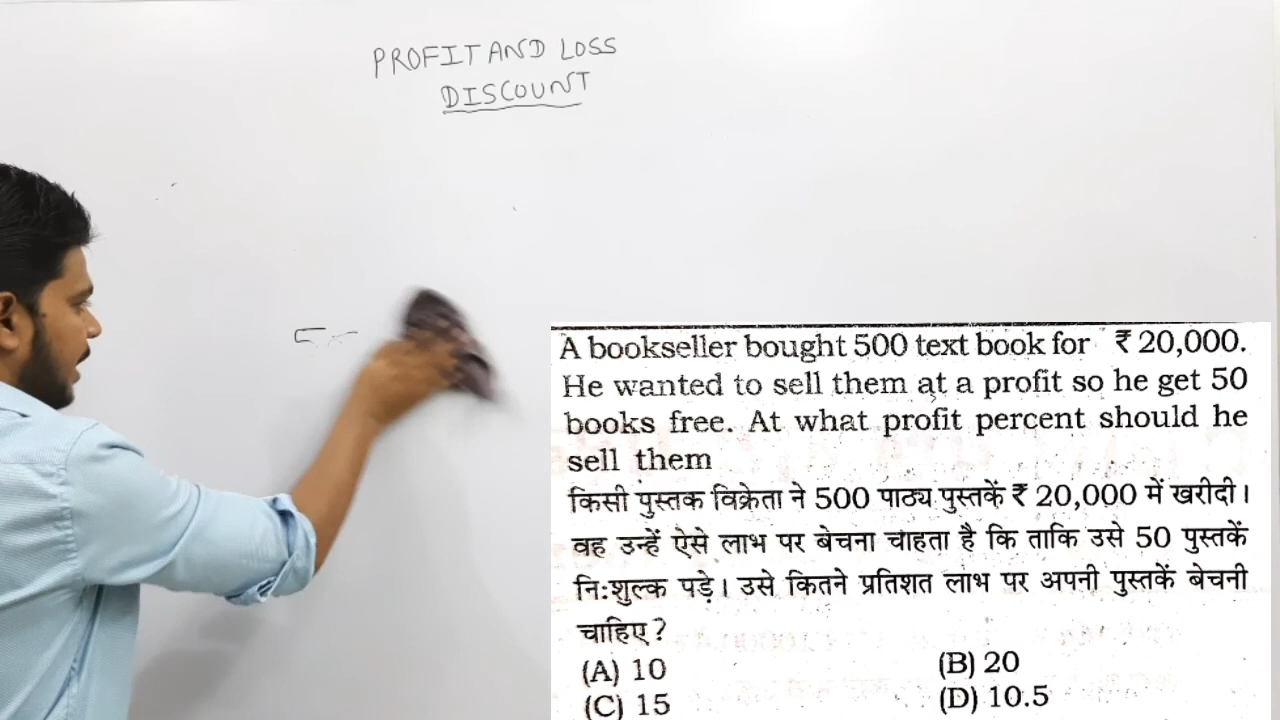 PROFIT AND LOSS
DISCOUNT
A bookseller bought 500 text book for ₹ 20,000.
He wanted to sell them at a profit so he get 50
books free. At what profit percent should he
sell them
किसी पुस्तक विक्रेता ने 500 पाठ्य पुस्तकें ₹ 20,000 में खरीदी।
वह उन्हें ऐसे लाभ पर बेचना चाहता है कि ताकि उसे 50 पुस्तकें
नि:शुल्क पड़े। उसे कितने प्रतिशत लाभ पर अपनी पुस्तकें बेचनी
चाहिए?
(A) 10 (B) 20
(C) 15 (D) 10.5